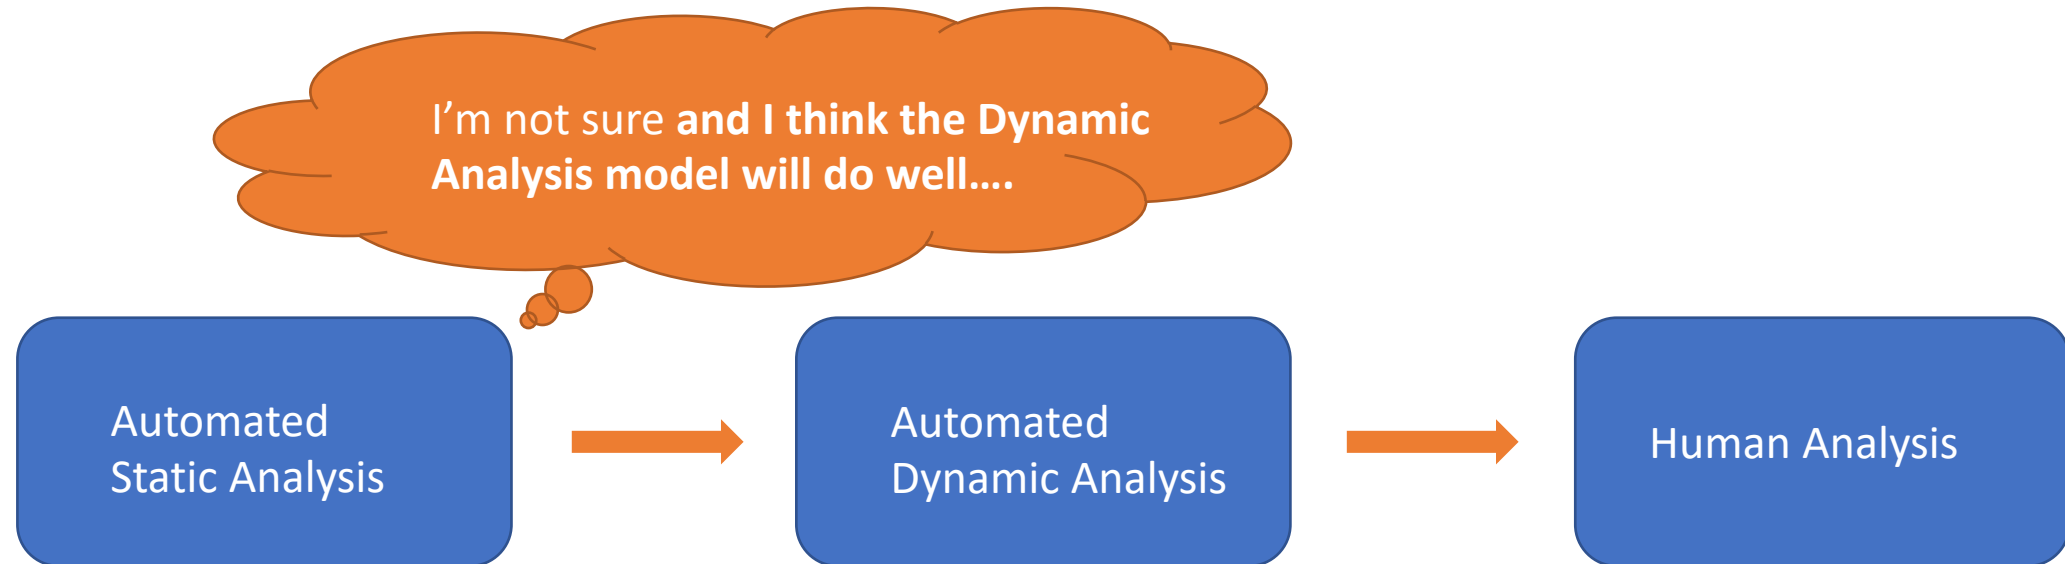 I’m not sure and I think the Dynamic
Analysis model will do well….
Automated
Static Analysis
Automated
Dynamic Analysis
Human Analysis